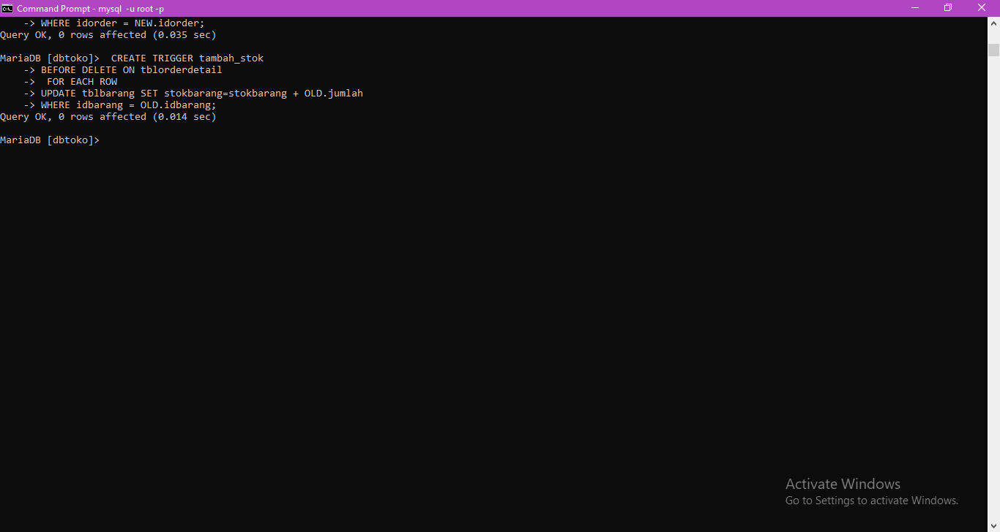 Command Prompt - mysql  -u root -p
    -> WHERE idorder = NEW.idorder;
Query OK, 0 rows affected (0.035 sec)
MariaDB [dbtoko]>  CREATE TRIGGER tambah_stok
    -> BEFORE DELETE ON tblorderdetail
    ->  FOR EACH ROW
    -> UPDATE tblbarang SET stokbarang=stokbarang + OLD.jumlah
    -> WHERE idbarang = OLD.idbarang;
Query OK, 0 rows affected (0.014 sec)
MariaDB [dbtoko]>
Activate Windows
Go to Settings to activate Windows.